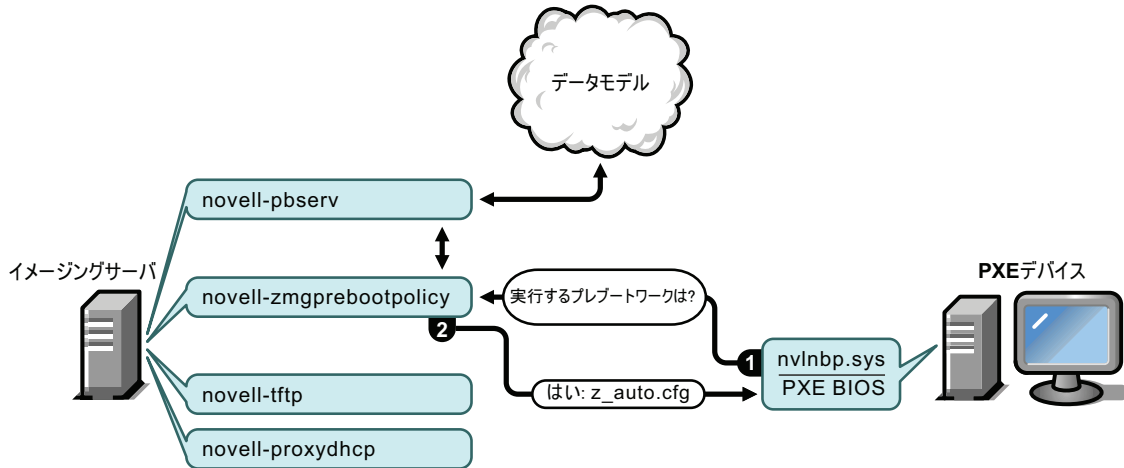 データモデル
novell-pbserv
イメージングサーバ
novell-zmgprebootpolicy
実行するプレブートワークは?
PXEデバイス
2
1
nvlnbp.sys
PXE BIOS
はい: z_auto.cfg
novell-tftp
novell-proxydhcp